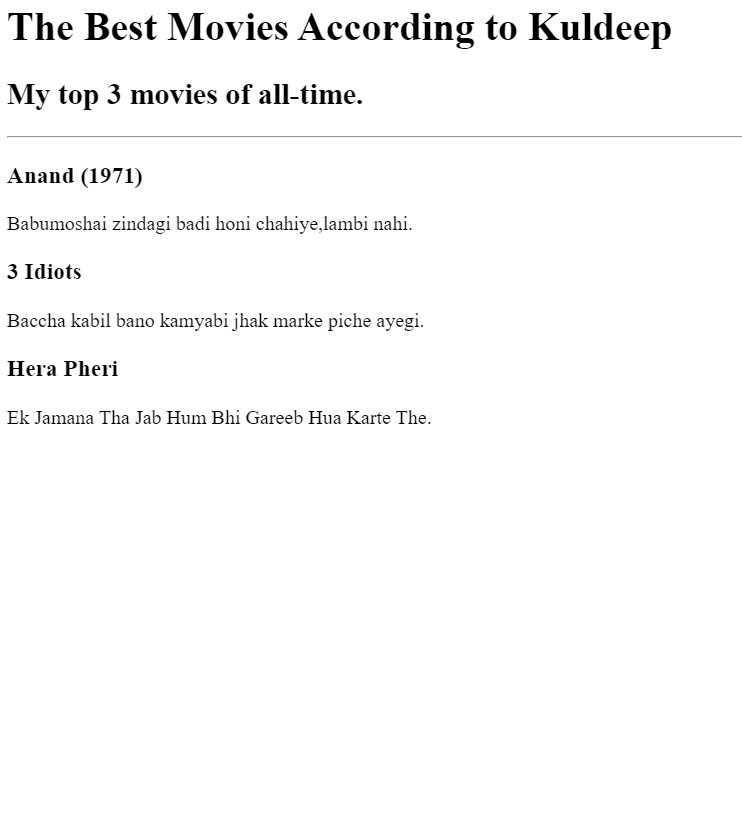 The Best Movies According to Kuldeep
My top 3 movies of all-time.
Anand (1971)
Babumoshai zindagi badi honi chahiye,lambi nahi.
3 Idiots
Baccha kabil bano kamyabi jhak marke piche ayegi.
Hera Pheri
Ek Jamana Tha Jab Hum Bhi Gareeb Hua Karte The.